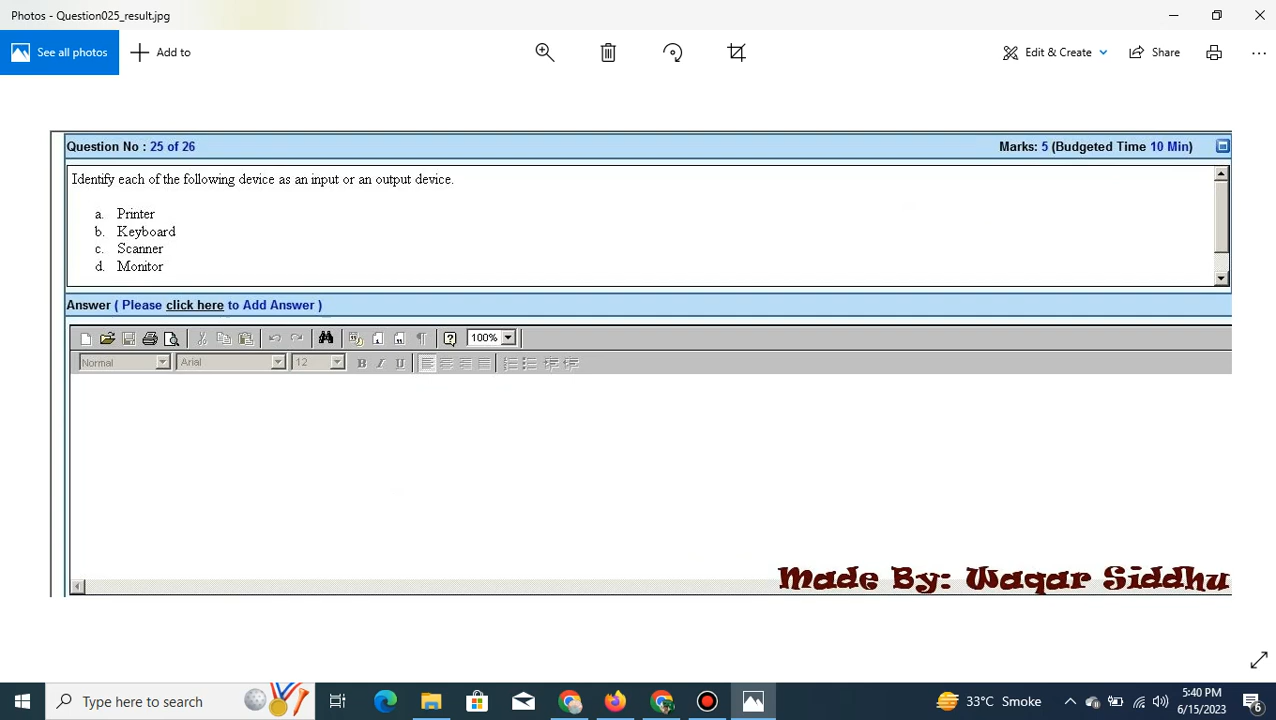 Photos - Question025_result.jpg
See all photos
Add to
Edit & Create
Share
Question No : 25 of 26
Marks: 5 (Budgeted Time 10 Min)
Identify each of the following device as an input or an output device.
a. Printer
b. Keyboard
c. Scanner
d. Monitor
Answer ( Please click here to Add Answer )
100%
Normal
Arial
12
B I U
Made By: Waqar Siddhu
Type here to search
33°C Smoke
5:40 PM
6/15/2023
6